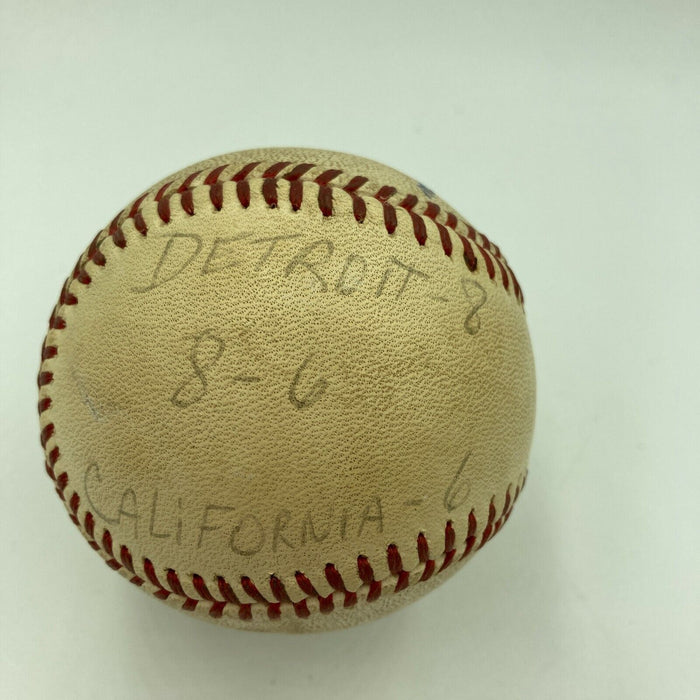 DETROIT - 8
8 - 6
CALiFORNIA - 6